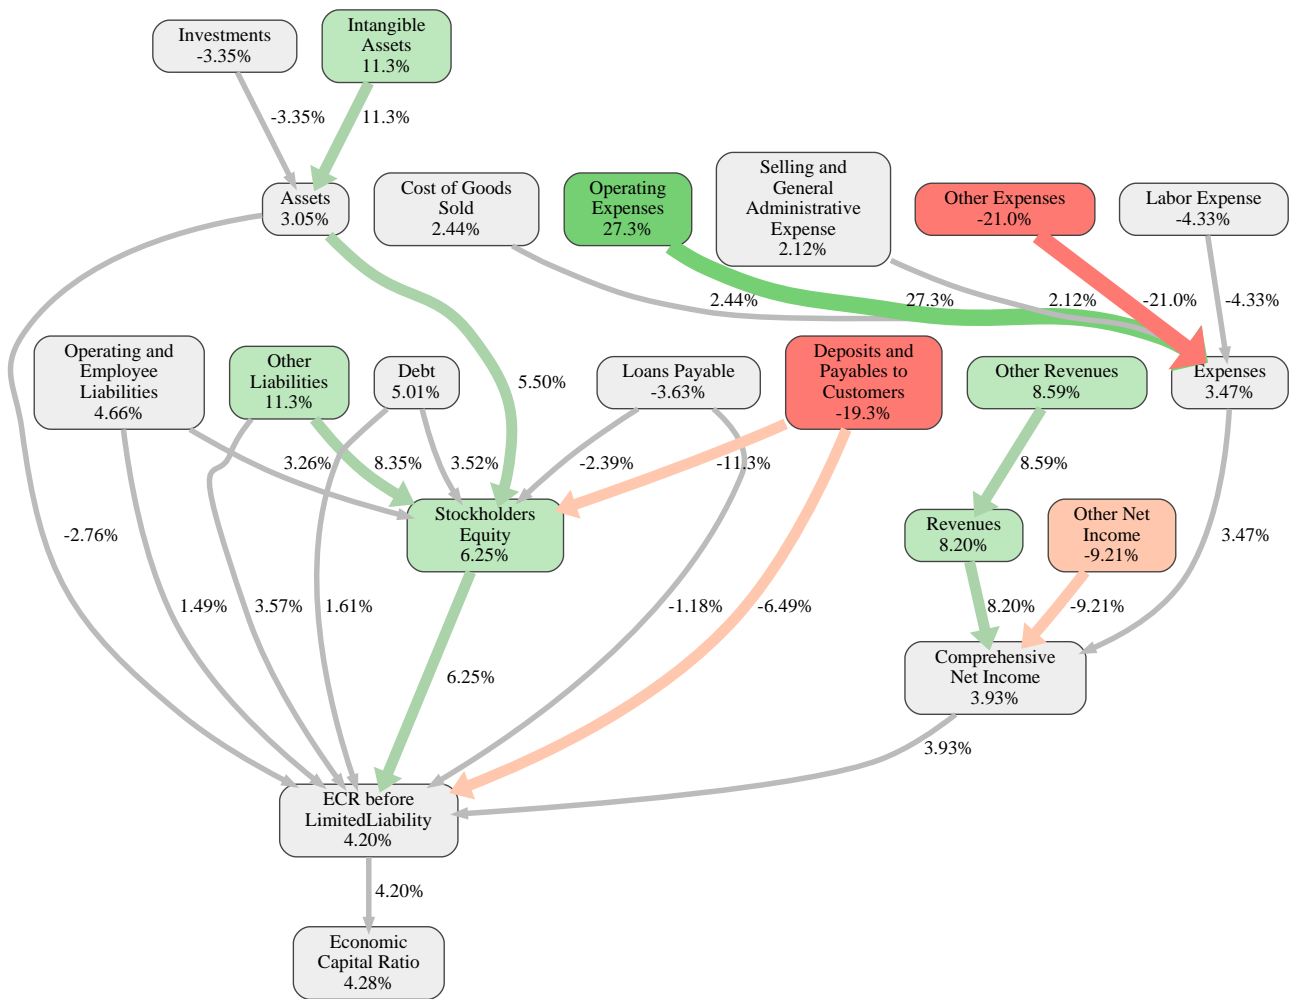 Investments
-3.35%
Intangible
Assets
11.3%
-3.35%
11.3%
Assets
3.05%
Cost of Goods
Sold
2.44%
Operating
Expenses
27.3%
Selling and
General
Administrative
Expense
2.12%
Other Expenses
-21.0%
Labor Expense
-4.33%
2.44%
27.3%
2.12%
-21.0%
-4.33%
Operating and
Employee
Liabilities
4.66%
Other
Liabilities
11.3%
Debt
5.01%
5.50%
Loans Payable
-3.63%
Deposits and
Payables to
Customers
-19.3%
Other Revenues
8.59%
Expenses
3.47%
3.26%
8.35%
3.52%
-2.39%
-11.3%
8.59%
-2.76%
Stockholders
Equity
6.25%
Revenues
8.20%
Other Net
Income
-9.21%
3.47%
1.49%
3.57%
1.61%
-1.18%
-6.49%
8.20%
-9.21%
6.25%
Comprehensive
Net Income
3.93%
3.93%
ECR before
LimitedLiability
4.20%
4.20%
Economic
Capital Ratio
4.28%